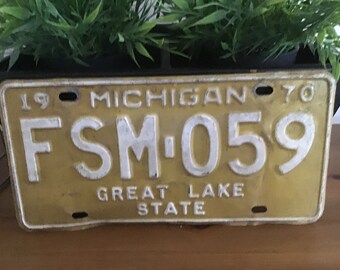 19 MICHIGAN 70
FSM-059
GREAT LAKE
STATE